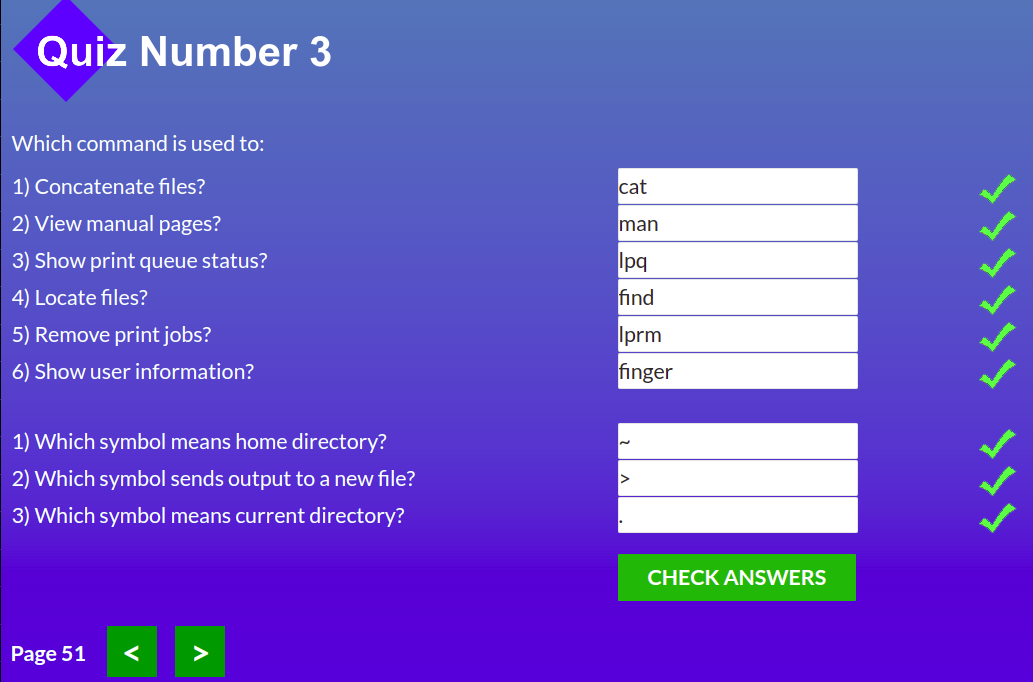 Quiz Number 3
Which command is used to:
1) Concatenate files? cat
2) View manual pages? man
3) Show print queue status? lpq
4) Locate files? find
5) Remove print jobs? lprm
6) Show user information? finger
1) Which symbol means home directory? ~
2) Which symbol sends output to a new file? >
3) Which symbol means current directory? .
CHECK ANSWERS
Page 51 < >